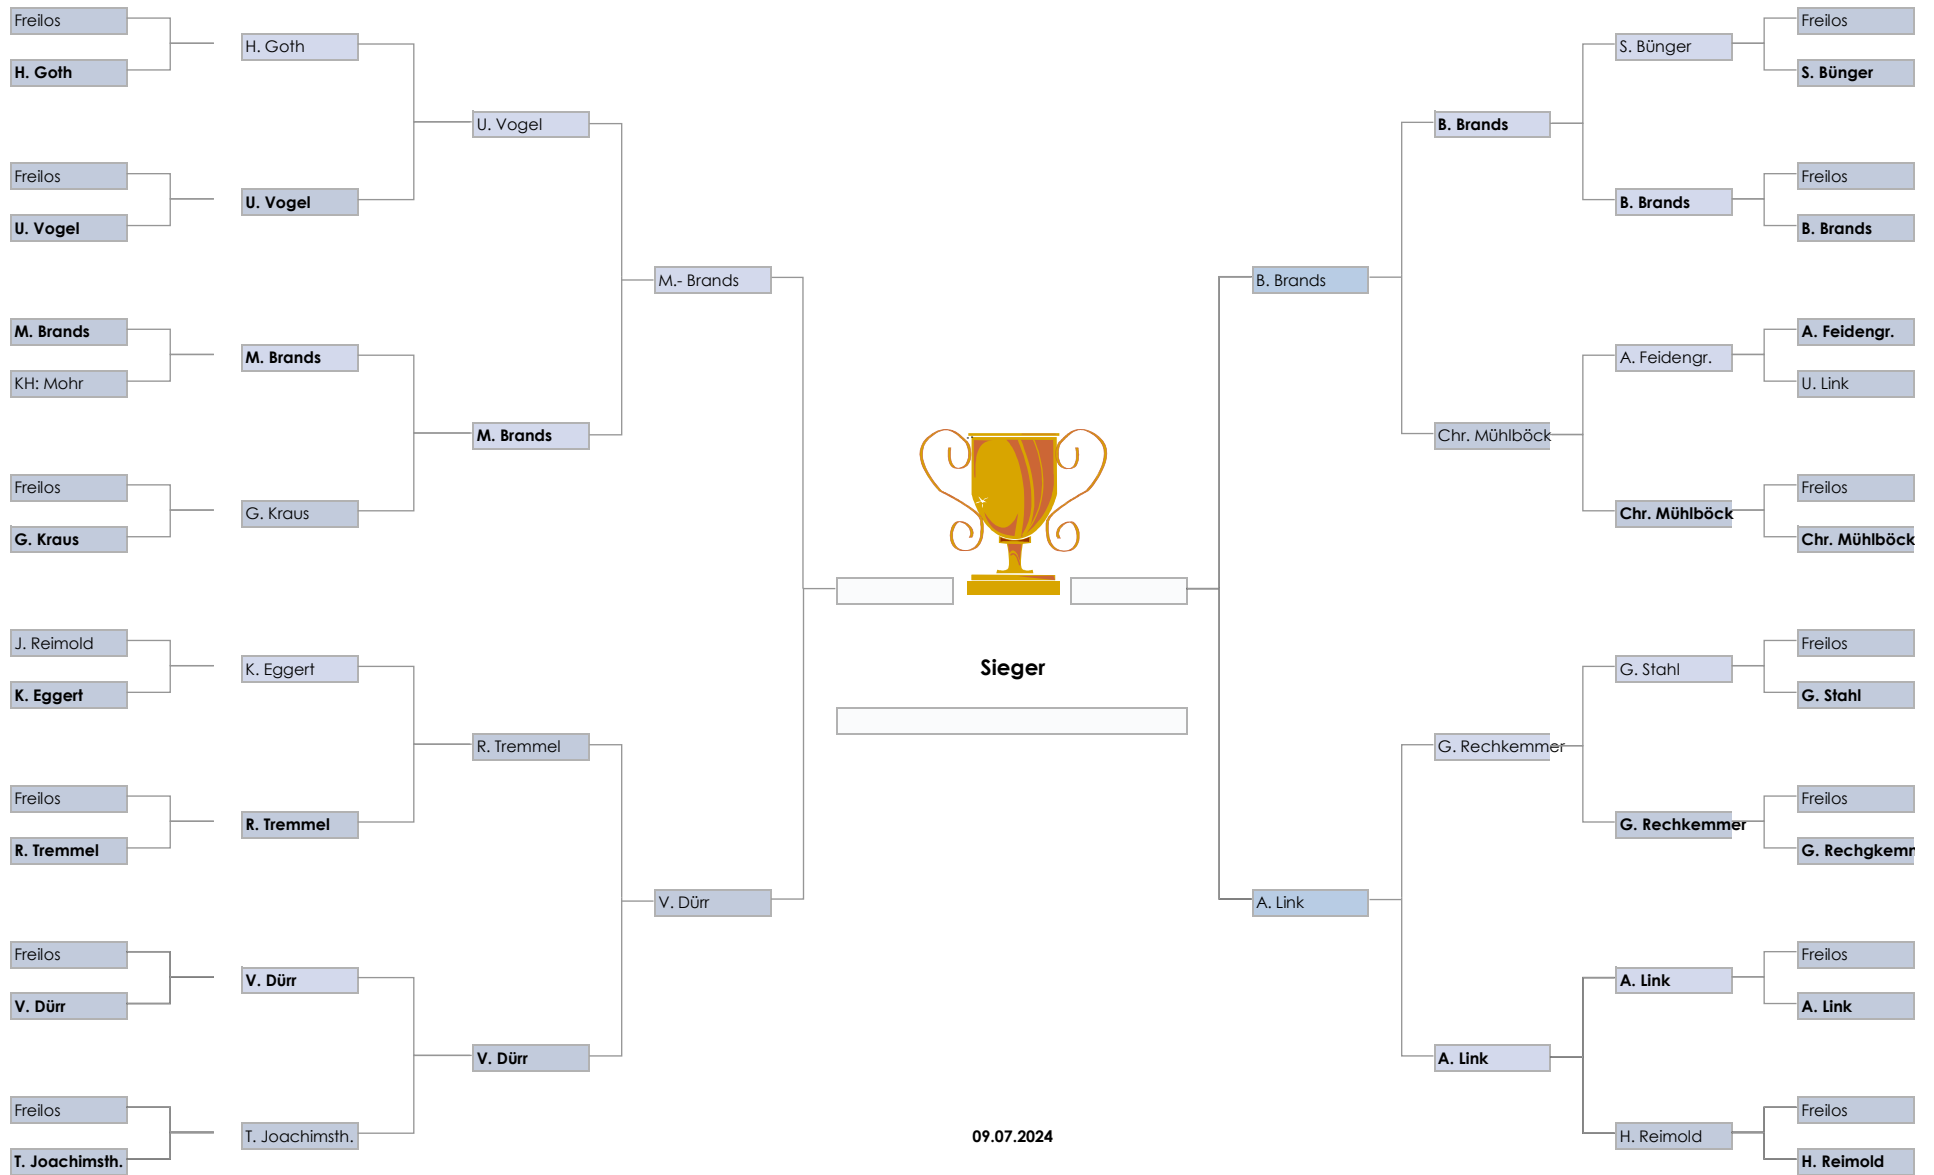 Freilos
H. Goth
Freilos
U. Vogel
M. Brands
KH: Mohr
Freilos
G. Kraus
J. Reimold
K. Eggert
Freilos
R. Tremmel
Freilos
V. Dürr
Freilos
T. Joachimsth.
H. Goth
U. Vogel
M. Brands
G. Kraus
K. Eggert
R. Tremmel
V. Dürr
T. Joachimsth.
U. Vogel
M. Brands
R. Tremmel
V. Dürr
M.- Brands
V. Dürr
Sieger
09.07.2024
B. Brands
A. Link
B. Brands
Chr. Mühlböck
G. Rechkemmer
A. Link
S. Bünger
B. Brands
A. Feidengr.
Chr. Mühlböck
G. Stahl
G. Rechkemmer
A. Link
H. Reimold
Freilos
S. Bünger
Freilos
B. Brands
A. Feidengr.
U. Link
Freilos
Chr. Mühlböck
Freilos
G. Stahl
Freilos
G. Rechgkemr
Freilos
A. Link
Freilos
H. Reimold